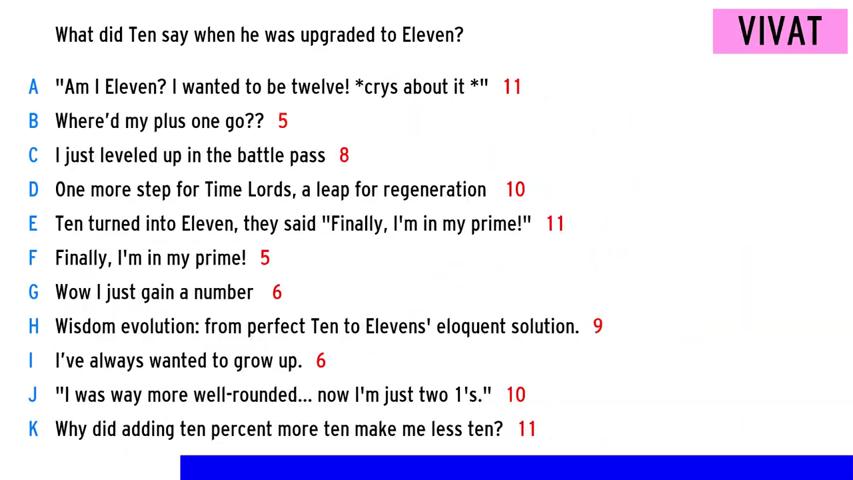 What did Ten say when he was upgraded to Eleven?
VIVAT
A "Am I Eleven? I wanted to be twelve! *crys about it *" 11
B Where'd my plus one go?? 5
C I just leveled up in the battle pass 8
D One more step for Time Lords, a leap for regeneration 10
E Ten turned into Eleven, they said "Finally, I'm in my prime!" 11
F Finally, I'm in my prime! 5
G Wow I just gain a number 6
H Wisdom evolution: from perfect Ten to Elevens' eloquent solution. 9
I I've always wanted to grow up. 6
J "I was way more well-rounded... now I'm just two 1's." 10
K Why did adding ten percent more ten make me less ten? 11